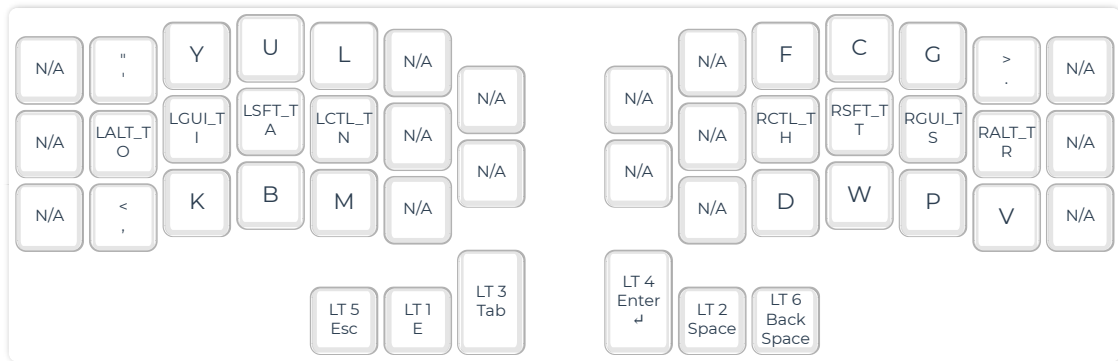 N/A " ' Y U L N/A N/A F C G > . N/A
N/A N/A
N/A LALT_T O LGUI_T I LSFT_T A LCTL_T N N/A N/A RCTL_T H RSFT_T T RGUI_T S RALT_T R N/A
N/A N/A
N/A < , K B M N/A N/A D W P V N/A
LT 5 Esc LT 1 E LT 3 Tab LT 4 Enter ↵ LT 2 Space LT 6 Back Space